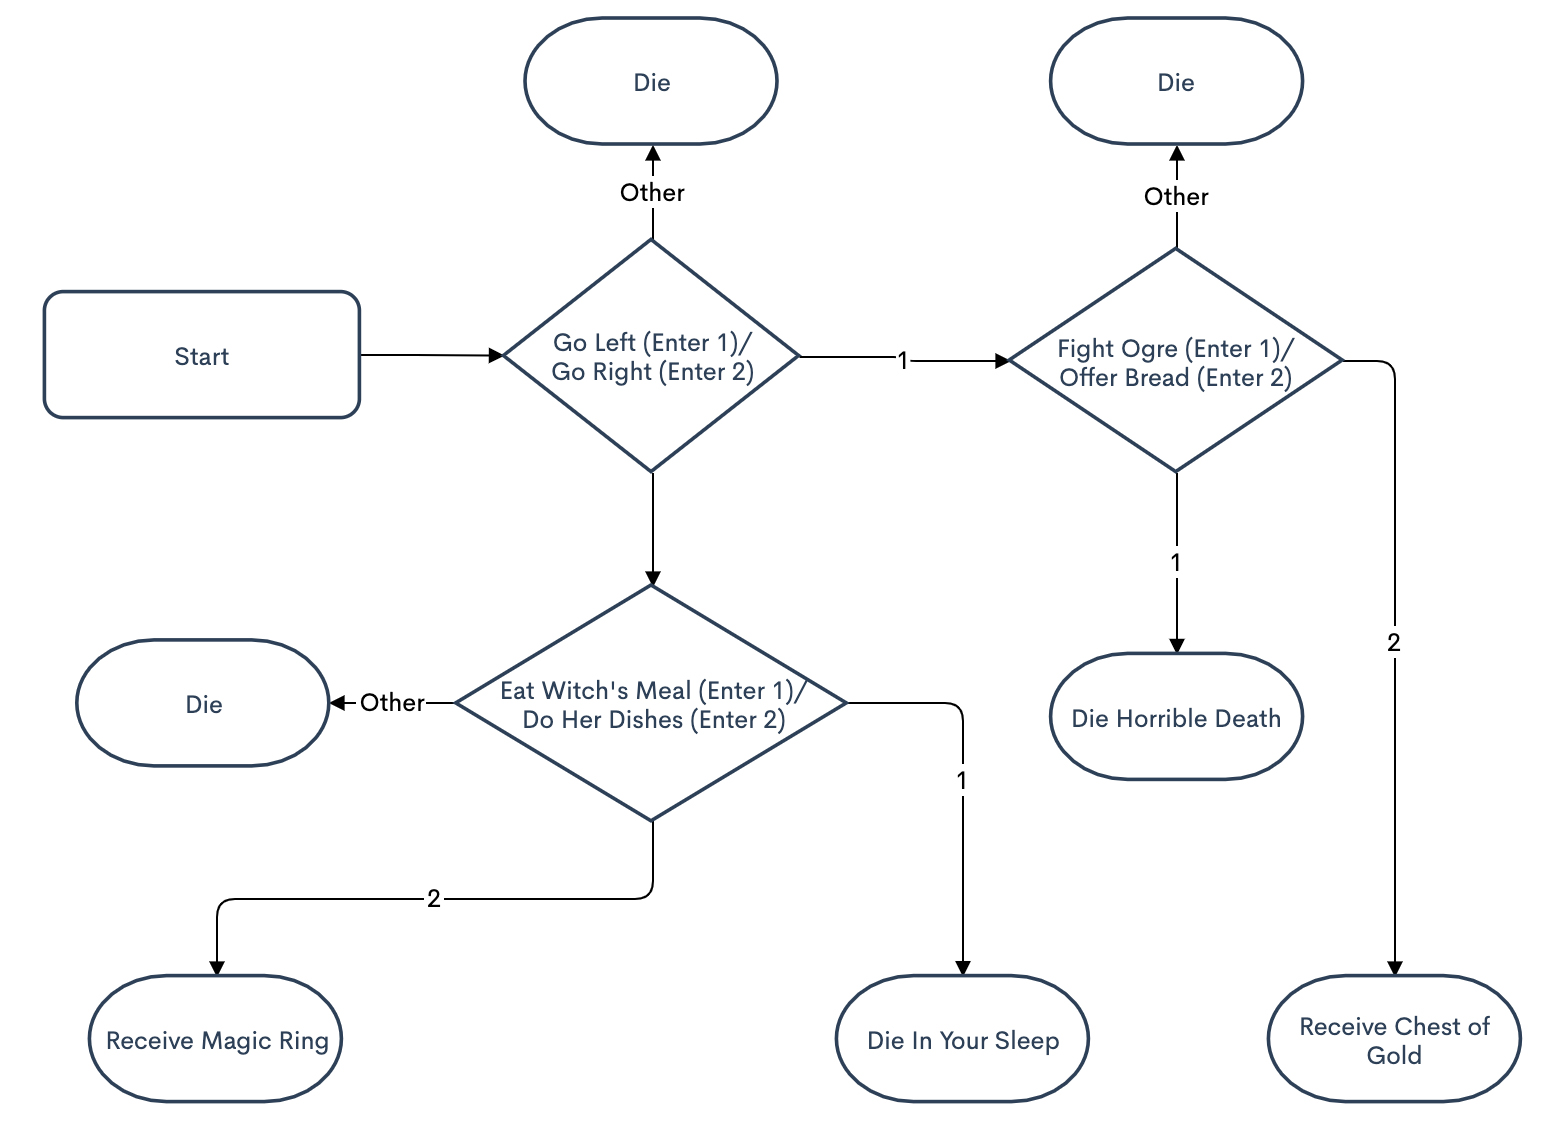 Die
Die
Other
Other
Start
Go Left (Enter 1)/
Go Right (Enter 2)
1
Fight Ogre (Enter 1)/
Offer Bread (Enter 2)
1
2
Die
Other
Eat Witch's Meal (Enter 1)/
Do Her Dishes (Enter 2)
Die Horrible Death
1
2
Receive Magic Ring
Die In Your Sleep
Receive Chest of
Gold